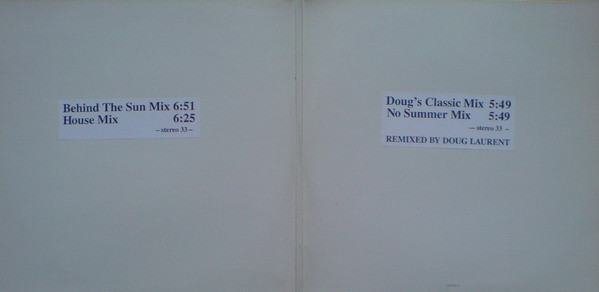 Behind The Sun Mix 6:51
House Mix 6:25
– stereo 33 –
Doug's Classic Mix 5:49
No Summer Mix 5:49
— stereo 33 –
REMIXED BY DOUG LAURENT